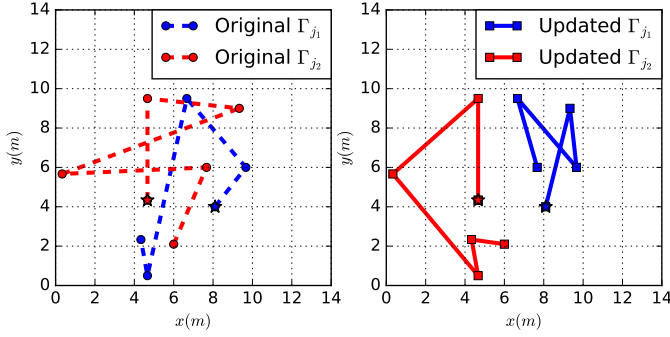 14
12
10
8
6
4
2
0
y(m)
0 2 4 6 8 10 12 14
x(m)
Original Γ_{j_1}
Original Γ_{j_2}
14
12
10
8
6
4
2
0
y(m)
0 2 4 6 8 10 12 14
x(m)
Updated Γ_{j_1}
Updated Γ_{j_2}